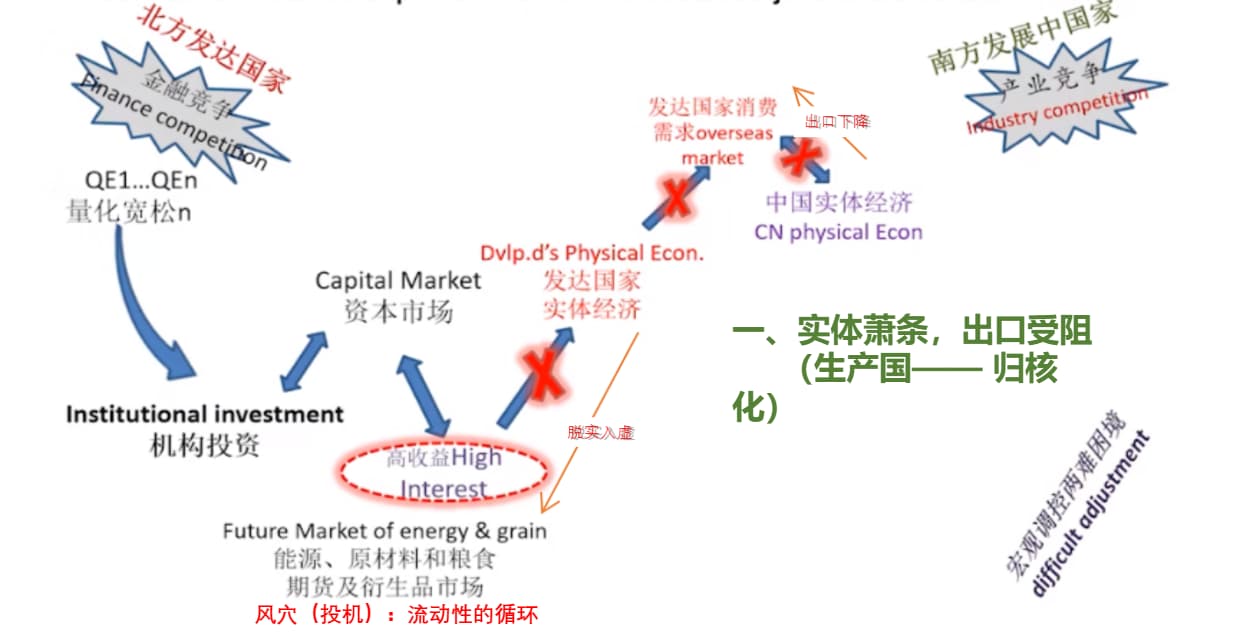 北方发达国家
金融竞争
Finance competition
QE1...QEn
量化宽松n
南方发展中国家
产业竞争
Industry competition
发达国家消费
需求overseas
market
出口下降
中国实体经济
CN physical Econ
Dvlp.d's Physical Econ.
发达国家
实体经济
Capital Market
资本市场
一、实体萧条，出口受阻
（生产国—— 归核
化）
Institutional investment
机构投资
脱实入虚
高收益High
Interest
Future Market of energy & grain
能源、原材料和粮食
期货及衍生品市场
风穴（投机）：流动性的循环
宏观调控两难困境
difficult adjustment